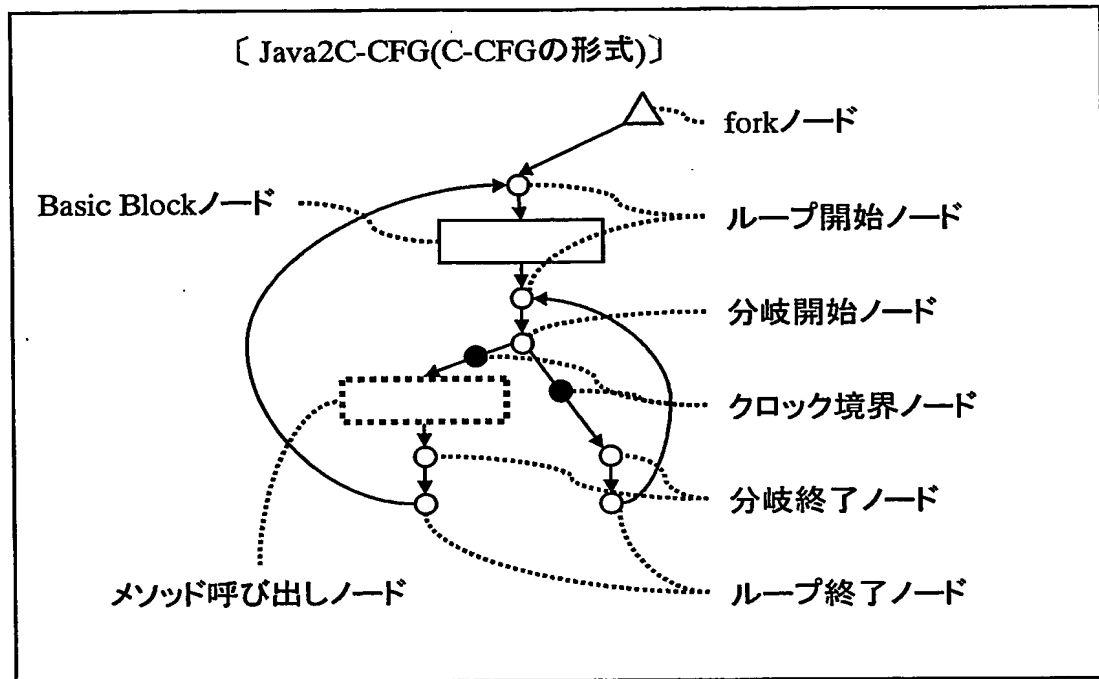 〔 Java2C-CFG(C-CFGの形式)〕
forkノード
Basic Blockノード
ループ開始ノード
分岐開始ノード
クロック境界ノード
分岐終了ノード
メソッド呼び出しノード
ループ終了ノード